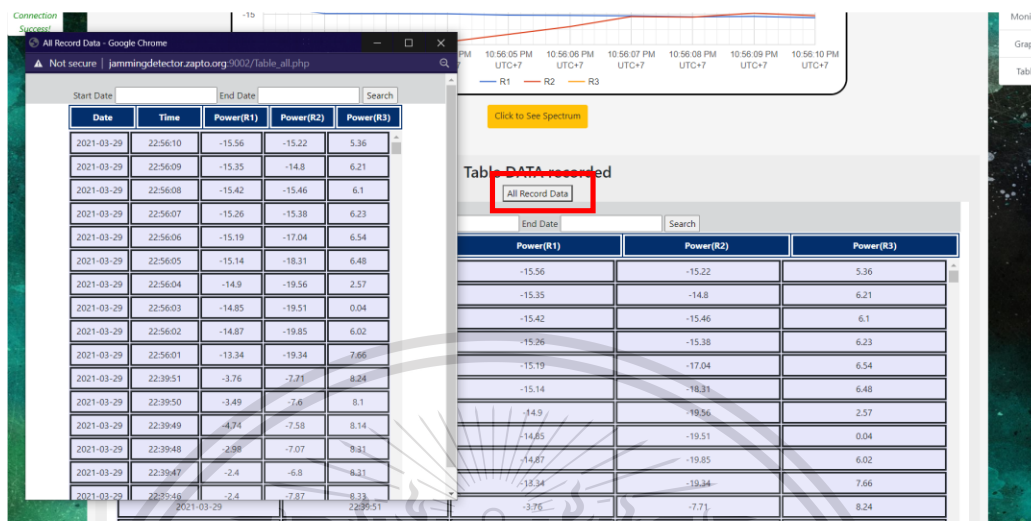 Connection
Success!
-15
PM 10:56:05 PM 10:56:06 PM 10:56:07 PM 10:56:08 PM 10:56:09 PM 10:56:10 PM
UTC+7 UTC+7 UTC+7 UTC+7 UTC+7 UTC+7
R1 R2 R3
Click to See Spectrum
All Record Data - Google Chrome
Not secure | jammingdetector.zapto.org:9002/Table_all.php
Start Date End Date Search
Date Time Power(R1) Power(R2) Power(R3)
2021-03-29 22:56:10 -15.56 -15.22 5.36
2021-03-29 22:56:09 -15.35 -14.8 6.21
2021-03-29 22:56:08 -15.42 -15.46 6.1
2021-03-29 22:56:07 -15.26 -15.38 6.23
2021-03-29 22:56:06 -15.19 -17.04 6.54
2021-03-29 22:56:05 -15.14 -18.31 6.48
2021-03-29 22:56:04 -14.9 -19.56 2.57
2021-03-29 22:56:03 -14.85 -19.51 0.04
2021-03-29 22:56:02 -14.87 -19.85 6.02
2021-03-29 22:56:01 -13.34 -19.34 7.66
2021-03-29 22:39:51 -3.76 -7.71 8.24
2021-03-29 22:39:50 -3.49 -7.6 8.1
2021-03-29 22:39:49 -4.74 -7.58 8.14
2021-03-29 22:39:48 -2.98 -7.07 8.31
2021-03-29 22:39:47 -2.4 -6.8 8.31
2021-03-29 22:39:46 -2.4 -7.87 8.33
Table DATA recorded
All Record Data
End Date Search
Power(R1) Power(R2) Power(R3)
-15.56 -15.22 5.36
-15.35 -14.8 6.21
-15.42 -15.46 6.1
-15.26 -15.38 6.23
-15.19 -17.04 6.54
-15.14 -18.31 6.48
-14.9 -19.56 2.57
-14.85 -19.51 0.04
-14.87 -19.85 6.02
-13.34 -19.34 7.66
2021-03-29 22:39:51 -3.76 -7.71 8.24